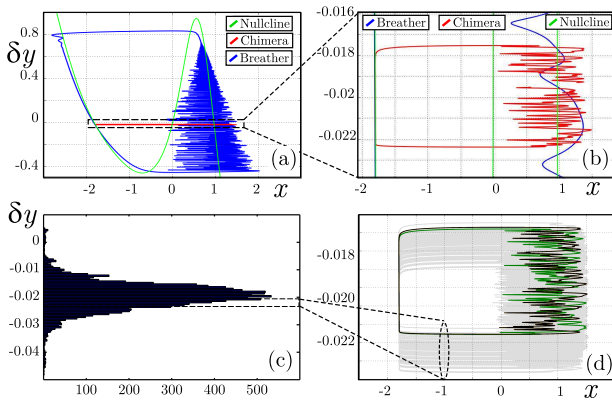 δy
0.8
0.4
0
-0.4
Nullcline
Chimera
Breather
(a)
-2 -1 0 1 2 x
-0.016
-0.018
-0.02
-0.022
Breather Chimera Nullcline
(b)
-2 -1 0 1 x
δy
0
-0.01
-0.02
-0.03
-0.04
(c)
100 200 300 400 500
-0.018
-0.020
-0.022
(d)
-2 -1 0 1 x